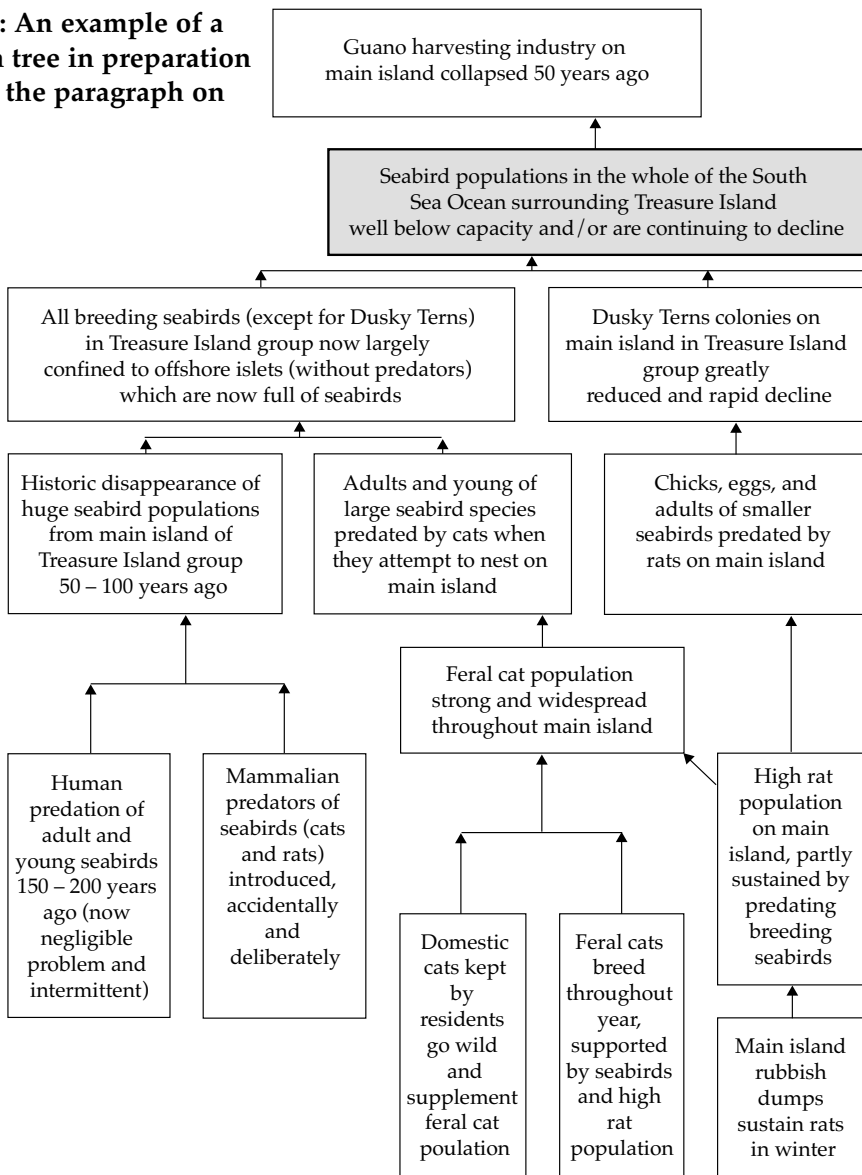 : An example of a
tree in preparation
the paragraph on
Guano harvesting industry on
main island collapsed 50 years ago
Seabird populations in the whole of the South
Sea Ocean surrounding Treasure Island
well below capacity and/or are continuing to decline
All breeding seabirds (except for Dusky Terns)
in Treasure Island group now largely
confined to offshore islets (without predators)
which are now full of seabirds
Dusky Terns colonies on
main island in Treasure Island
group greatly
reduced and rapid decline
Historic disappearance of
huge seabird populations
from main island of
Treasure Island group
50 – 100 years ago
Adults and young of
large seabird species
predated by cats when
they attempt to nest on
main island
Chicks, eggs, and
adults of smaller
seabirds predated by
rats on main island
Feral cat population
strong and widespread
throughout main island
Human
predation of
adult and
young seabirds
150 – 200 years
ago (now
negligible
problem and
intermittent)
Mammalian
predators of
seabirds (cats
and rats)
introduced,
accidentally
and
deliberately
High rat
population
on main
island, partly
sustained by
predating
breeding
seabirds
Domestic
cats kept
by
residents
go wild
and
supplement
feral cat
poulation
Feral cats
breed
throughout
year,
supported
by seabirds
and high
rat
population
Main island
rubbish
dumps
sustain rats
in winter